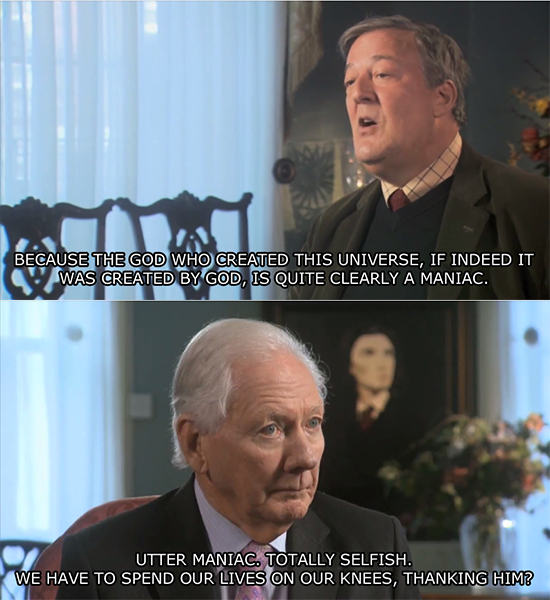 BECAUSE THE GOD WHO CREATED THIS UNIVERSE, IF INDEED IT
WAS CREATED BY GOD, IS QUITE CLEARLY A MANIAC.
UTTER MANIAC. TOTALLY SELFISH.
WE HAVE TO SPEND OUR LIVES ON OUR KNEES, THANKING HIM?